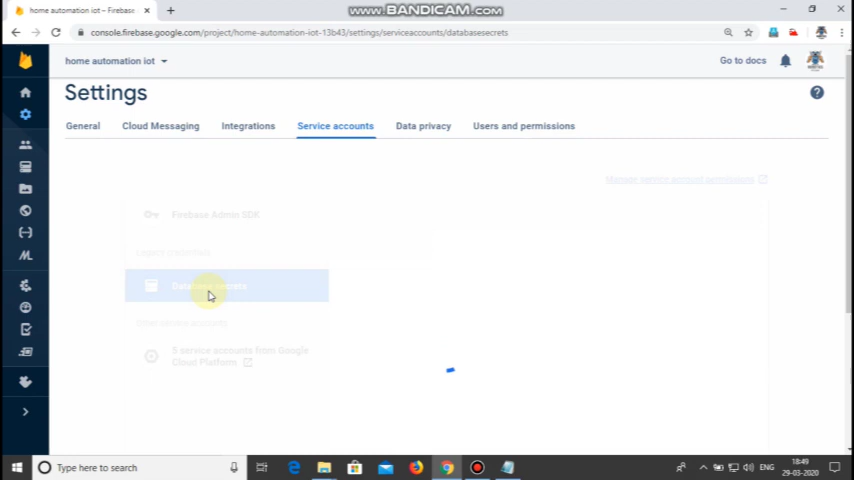 www.BANDICAM.com
home automation iot – Firebase
console.firebase.google.com/project/home-automation-iot-13b43/settings/serviceaccounts/databasesecrets
home automation iot
Go to docs
Settings
General Cloud Messaging Integrations Service accounts Data privacy Users and permissions
Manage service account permissions
Firebase Admin SDK
Legacy credentials
Database secrets
Other service accounts
5 service accounts from Google
Cloud Platform
Type here to search
ENG
18:49
29-03-2020